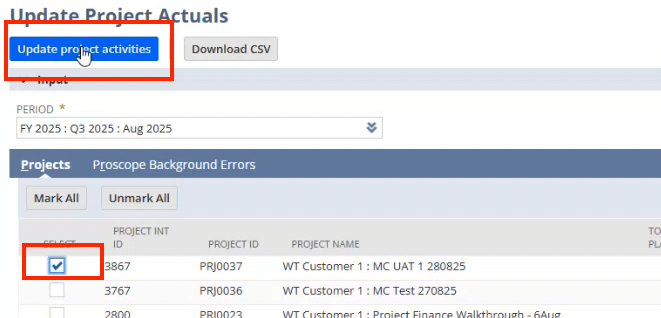 Update Project Actuals
Update project activities
Download CSV
Input
PERIOD *
FY 2025 : Q3 2025 : Aug 2025
Projects
Proscope Background Errors
Mark All
Unmark All
SELECT
PROJECT INT ID
PROJECT ID
PROJECT NAME
TO
PLA
3867 PRJ0037 WT Customer 1 : MC UAT 1 280825
3767 PRJ0036 WT Customer 1 : MC Test 270825
2800 PRJ0023 WT Customer 1 : Project Finance Walkthrough - 6Aug